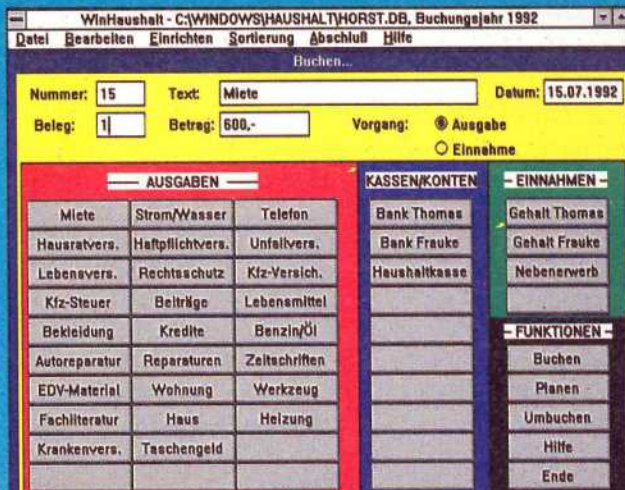 WinHaushalt - C:\WINDOWS\HAUSHALT\HORST.DB, Buchungsjahr 1992
Datei Bearbeiten Einrichten Sortierung Abschluß Hilfe
Buchen...
Nummer: 15 Text: Miete Datum: 15.07.1992
Beleg: 1 Betrag: 600,- Vorgang: Ausgabe
Einnahme
AUSGABEN KASSEN/KONTEN - EINNAHMEN -
Miete Strom/Wasser Telefon Bank Thomas Gehalt Thomas
Hausratvers. Haftpflichtvers. Unfallvers. Bank Frauke Gehalt Frauke
Lebensvers. Rechtsschutz Kfz-Versich. Haushaltkasse Nebenerwerb
Kfz-Steuer Beiträge Lebensmittel
Bekleidung Kredite Benzin/Öl - FUNKTIONEN -
Autoreparatur Reparaturen Zeitschriften Buchen
EDV-Material Wohnung Werkzeug Planen
Fachliteratur Haus Heizung Umbuchen
Krankenvers. Taschengeld Hilfe
Ende